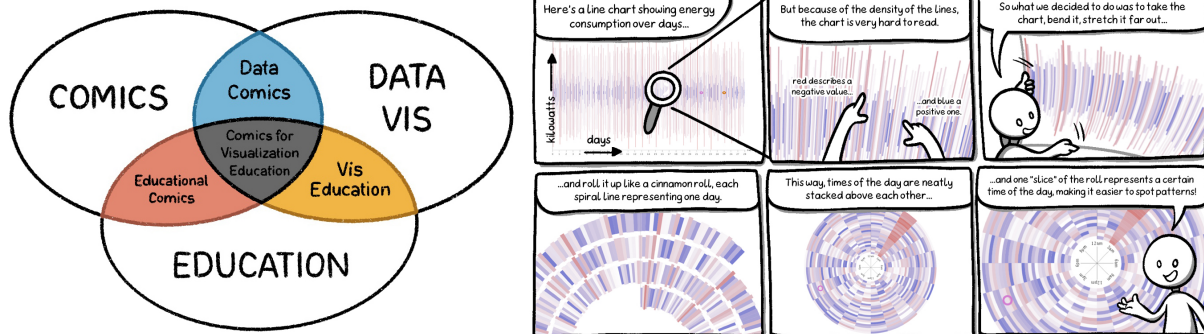 COMICS
DATA
VIS
Data
Comics
Comics for
Visualization
Education
Educational
Comics
Vis
Education
EDUCATION
Here's a line chart showing energy
consumption over days...
kilowatts
days
But because of the density of the lines,
the chart is very hard to read.
red describes a
negative value...
...and blue a
positive one.
So what we decided to do was to take the
chart, bend it, stretch it far out...
...and roll it up like a cinnamon roll, each
spiral line representing one day.
This way, times of the day are neatly
stacked above each other...
...and one "slice" of the roll represents a certain
time of the day, making it easier to spot patterns!